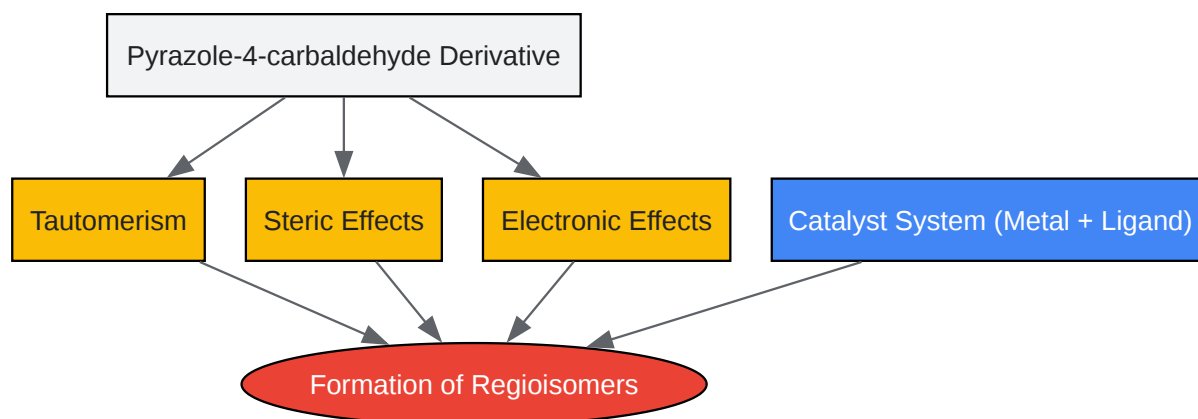 Pyrazole-4-carbaldehyde Derivative
Tautomerism
Steric Effects
Electronic Effects
Catalyst System (Metal + Ligand)
Formation of Regioisomers